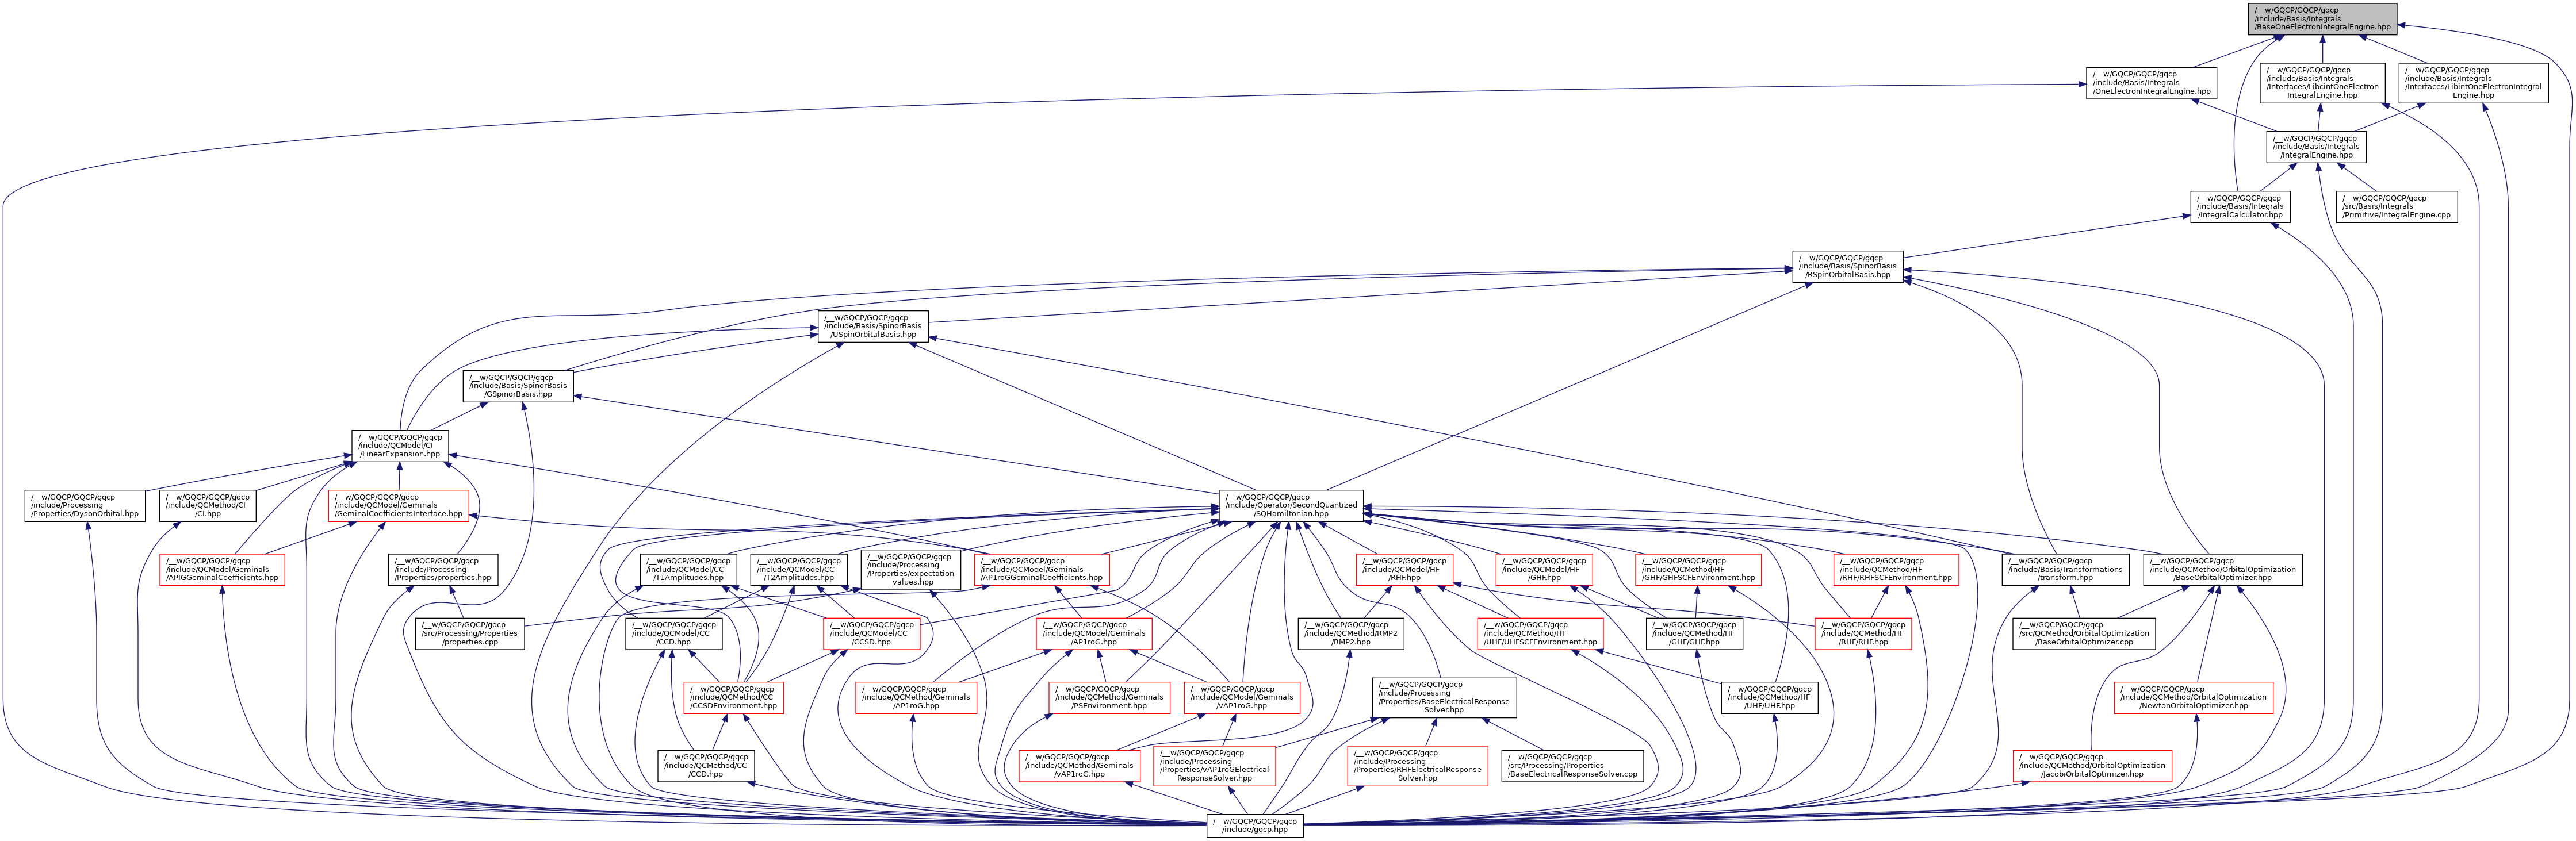 /__w/GQCP/GQCP/gqcp
/include/Basis/Integrals
/BaseOneElectronIntegralEngine.hpp
/__w/GQCP/GQCP/gqcp
/include/Basis/Integrals
/OneElectronIntegralEngine.hpp
/__w/GQCP/GQCP/gqcp
/include/Basis/Integrals
/Interfaces/LibcintOneElectron
IntegralEngine.hpp
/__w/GQCP/GQCP/gqcp
/include/Basis/Integrals
/Interfaces/LibintOneElectronIntegral
Engine.hpp
/__w/GQCP/GQCP/gqcp
/include/Basis/Integrals
/IntegralEngine.hpp
/__w/GQCP/GQCP/gqcp
/include/Basis/Integrals
/IntegralCalculator.hpp
/__w/GQCP/GQCP/gqcp
/src/Basis/Integrals
/Primitive/IntegralEngine.cpp
/__w/GQCP/GQCP/gqcp
/include/Basis/SpinorBasis
/RSpinOrbitalBasis.hpp
/__w/GQCP/GQCP/gqcp
/include/Basis/SpinorBasis
/USpinOrbitalBasis.hpp
/__w/GQCP/GQCP/gqcp
/include/Basis/SpinorBasis
/GSpinorBasis.hpp
/__w/GQCP/GQCP/gqcp
/include/QCModel/CI
/LinearExpansion.hpp
/__w/GQCP/GQCP/gqcp
/include/Processing
/Properties/DysonOrbital.hpp
/__w/GQCP/GQCP/gqcp
/include/QCMethod/CI
/CI.hpp
/__w/GQCP/GQCP/gqcp
/include/QCModel/Geminals
/GeminalCoefficientsInterface.hpp
/__w/GQCP/GQCP/gqcp
/include/Operator/SecondQuantized
/SQHamiltonian.hpp
/__w/GQCP/GQCP/gqcp
/include/QCModel/Geminals
/APIGGeminalCoefficients.hpp
/__w/GQCP/GQCP/gqcp
/include/Processing
/Properties/properties.hpp
/__w/GQCP/GQCP/gqcp
/include/QCModel/CC
/T1Amplitudes.hpp
/__w/GQCP/GQCP/gqcp
/include/QCModel/CC
/T2Amplitudes.hpp
/__w/GQCP/GQCP/gqcp
/include/Processing
/Properties/expectation
_values.hpp
/__w/GQCP/GQCP/gqcp
/include/QCModel/Geminals
/AP1roGGeminalCoefficients.hpp
/__w/GQCP/GQCP/gqcp
/include/QCModel/HF
/RHF.hpp
/__w/GQCP/GQCP/gqcp
/include/QCModel/HF
/GHF.hpp
/__w/GQCP/GQCP/gqcp
/include/QCMethod/HF
/GHF/GHFSCFEnvironment.hpp
/__w/GQCP/GQCP/gqcp
/include/QCMethod/HF
/RHF/RHFSCFEnvironment.hpp
/__w/GQCP/GQCP/gqcp
/include/Basis/Transformations
/transform.hpp
/__w/GQCP/GQCP/gqcp
/include/QCMethod/OrbitalOptimization
/BaseOrbitalOptimizer.hpp
/__w/GQCP/GQCP/gqcp
/src/Processing/Properties
/properties.cpp
/__w/GQCP/GQCP/gqcp
/include/QCModel/CC
/CCD.hpp
/__w/GQCP/GQCP/gqcp
/include/QCModel/CC
/CCSD.hpp
/__w/GQCP/GQCP/gqcp
/include/QCModel/Geminals
/AP1roG.hpp
/__w/GQCP/GQCP/gqcp
/include/QCMethod/RMP2
/RMP2.hpp
/__w/GQCP/GQCP/gqcp
/include/QCMethod/HF
/UHF/UHFSCFEnvironment.hpp
/__w/GQCP/GQCP/gqcp
/include/QCMethod/HF
/GHF/GHF.hpp
/__w/GQCP/GQCP/gqcp
/include/QCMethod/HF
/RHF/RHF.hpp
/__w/GQCP/GQCP/gqcp
/src/QCMethod/OrbitalOptimization
/BaseOrbitalOptimizer.cpp
/__w/GQCP/GQCP/gqcp
/include/QCMethod/CC
/CCSDEnvironment.hpp
/__w/GQCP/GQCP/gqcp
/include/QCMethod/Geminals
/AP1roG.hpp
/__w/GQCP/GQCP/gqcp
/include/QCMethod/Geminals
/PSEnvironment.hpp
/__w/GQCP/GQCP/gqcp
/include/QCModel/Geminals
/vAP1roG.hpp
/__w/GQCP/GQCP/gqcp
/include/Processing
/Properties/BaseElectricalResponse
Solver.hpp
/__w/GQCP/GQCP/gqcp
/include/QCMethod/HF
/UHF/UHF.hpp
/__w/GQCP/GQCP/gqcp
/include/QCMethod/OrbitalOptimization
/NewtonOrbitalOptimizer.hpp
/__w/GQCP/GQCP/gqcp
/include/QCMethod/CC
/CCD.hpp
/__w/GQCP/GQCP/gqcp
/include/QCMethod/Geminals
/vAP1roG.hpp
/__w/GQCP/GQCP/gqcp
/include/Processing
/Properties/vAP1roGElectrical
ResponseSolver.hpp
/__w/GQCP/GQCP/gqcp
/include/Processing
/Properties/RHFElectricalResponse
Solver.hpp
/__w/GQCP/GQCP/gqcp
/src/Processing/Properties
/BaseElectricalResponseSolver.cpp
/__w/GQCP/GQCP/gqcp
/include/QCMethod/OrbitalOptimization
/JacobiOrbitalOptimizer.hpp
/__w/GQCP/GQCP/gqcp
/include/gqcp.hpp